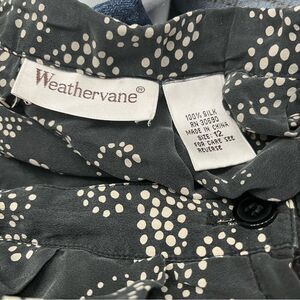 Weathervane®
100% SILK
RN 30680
MADE IN CHINA
SIZE: 12
FOR CARE SEE
REVERSE